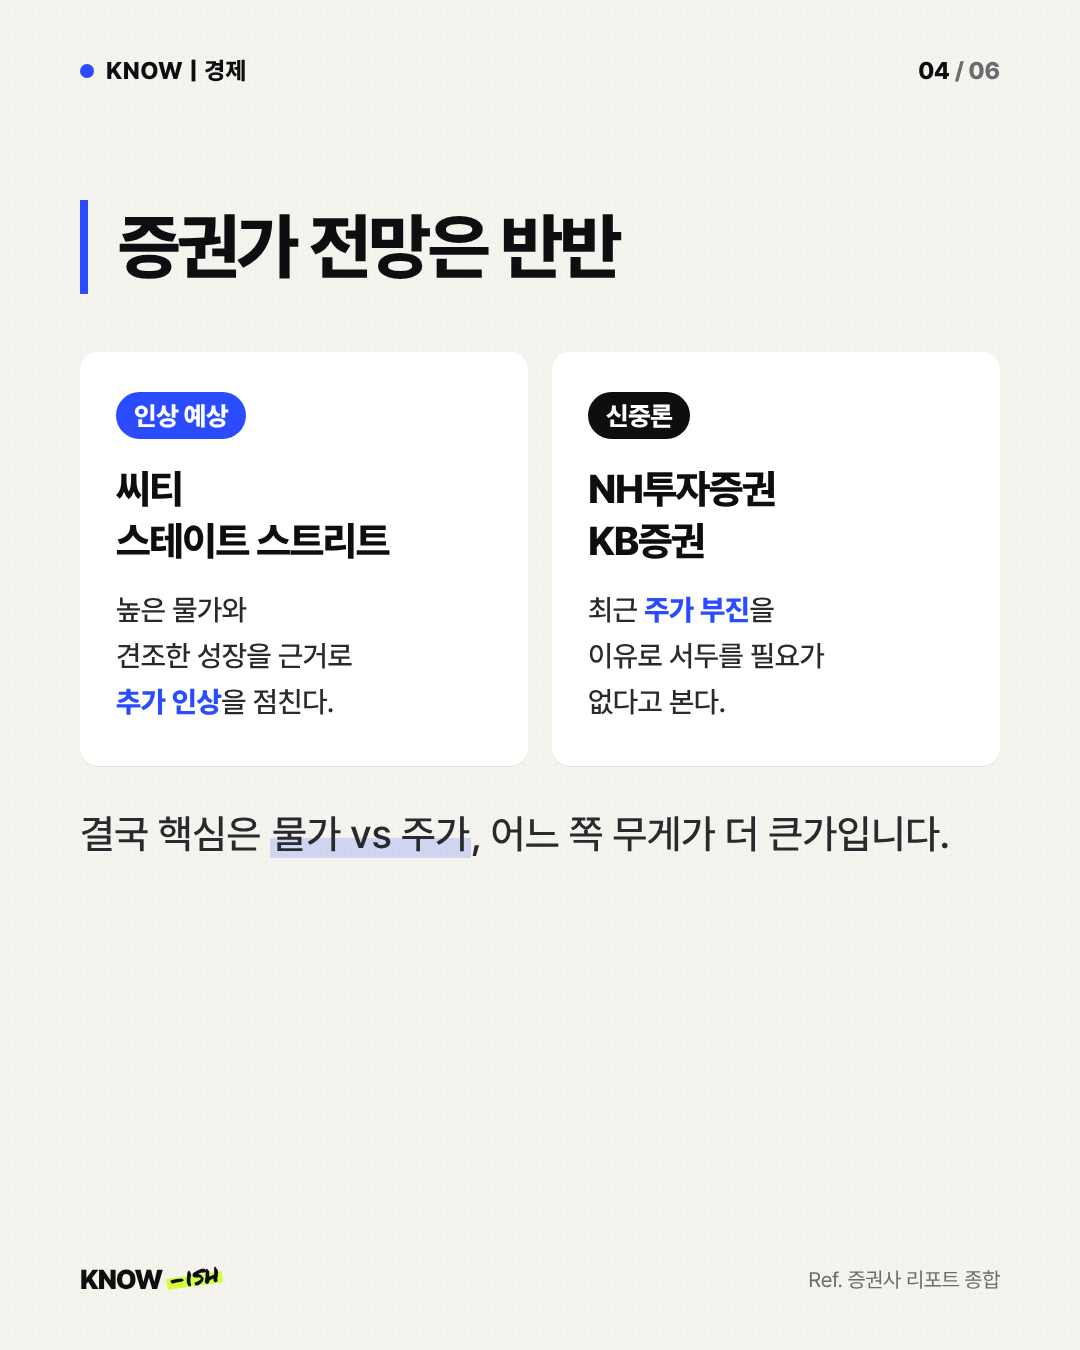 KNOW | 경제
04 / 06
증권가 전망은 반반
인상 예상
씨티
스테이트 스트리트
높은 물가와
견조한 성장을 근거로
추가 인상을 점친다.
신중론
NH투자증권
KB증권
최근 주가 부진을
이유로 서두를 필요가
없다고 본다.
결국 핵심은 물가 vs 주가, 어느 쪽 무게가 더 큰가입니다.
KNOW -ISH
Ref. 증권사 리포트 종합